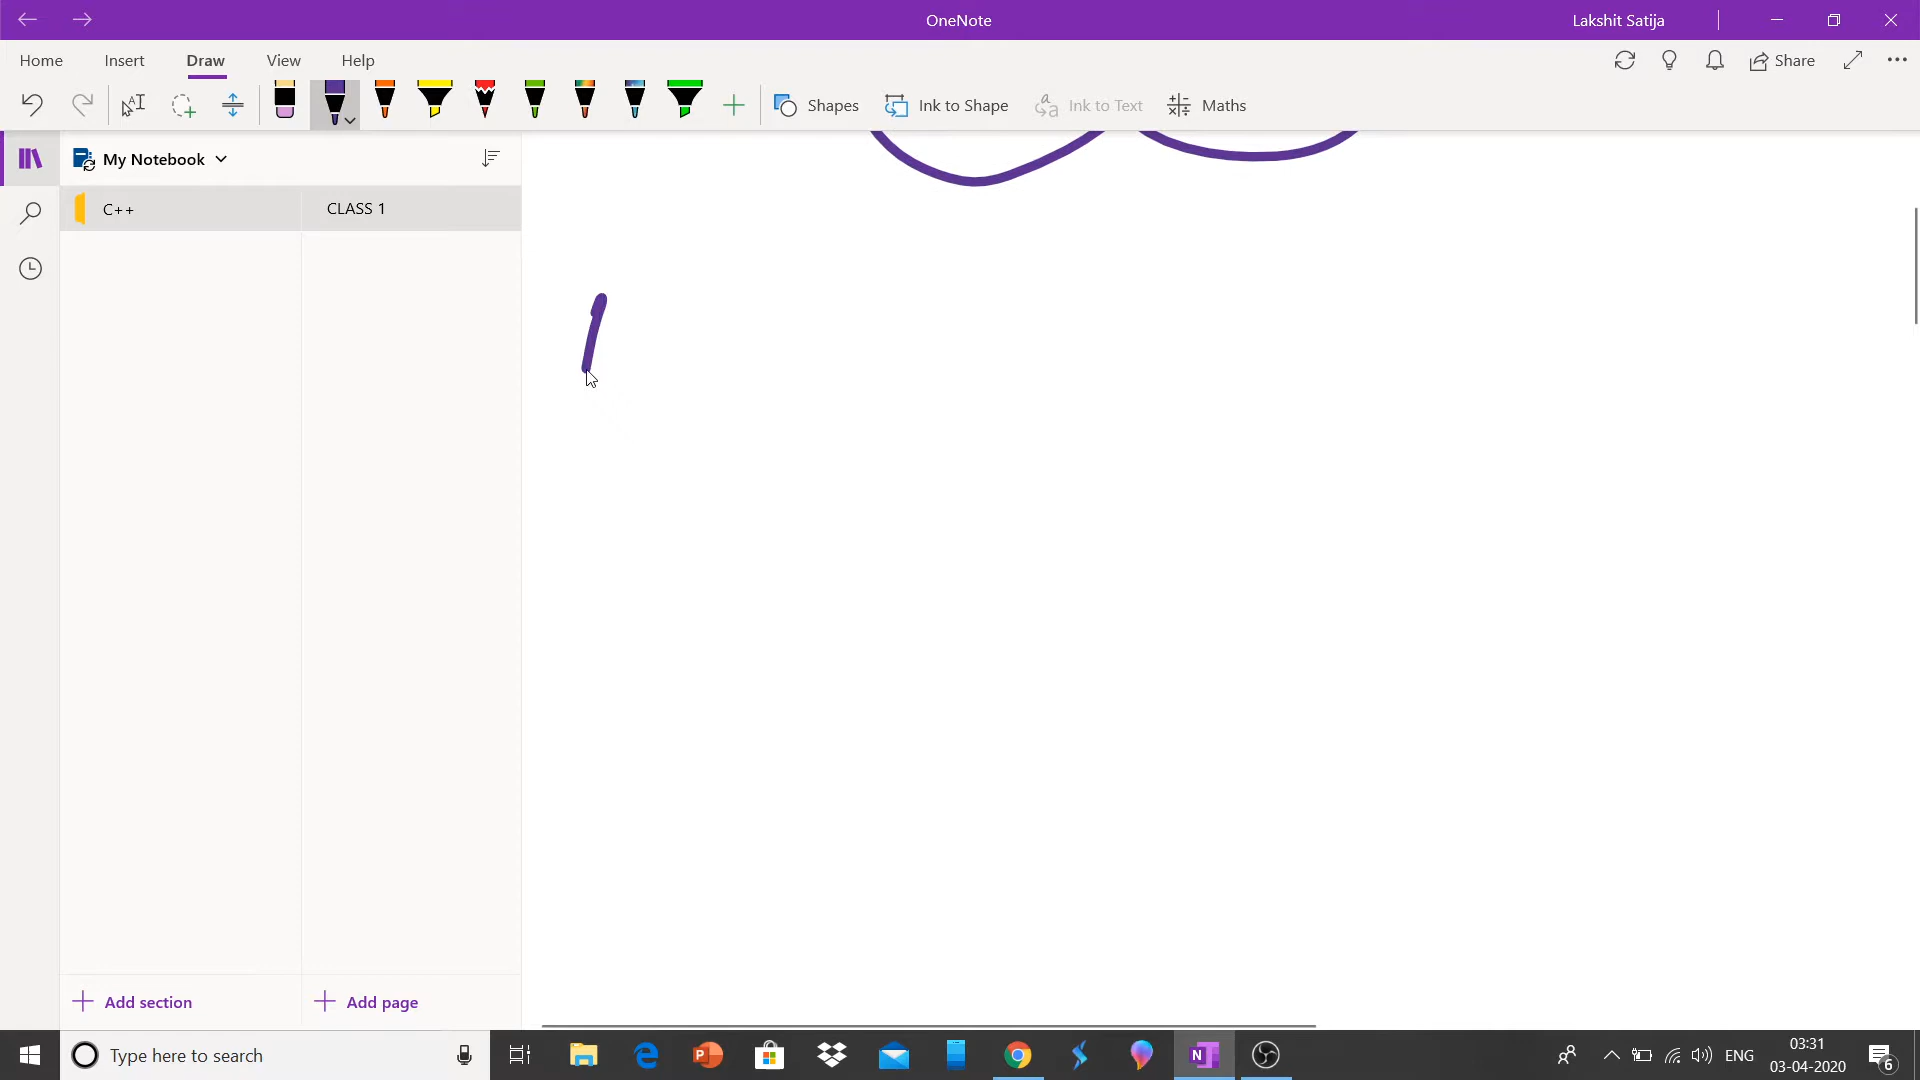 OneNote
Lakshit Satija
Home Insert Draw View Help
Share
Shapes Ink to Shape Ink to Text Maths
My Notebook
C++ CLASS 1
Add section Add page
Type here to search
ENG
03:31
03-04-2020
6